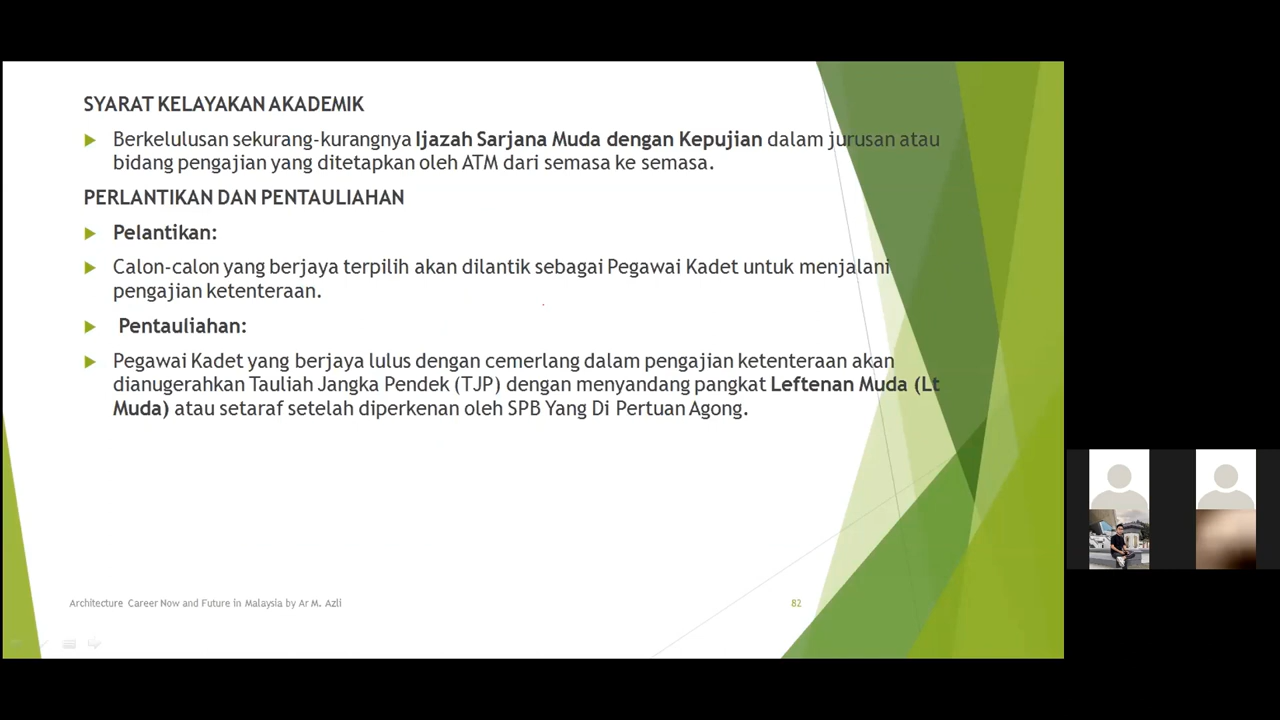 SYARAT KELAYAKAN AKADEMIK
Berkelulusan sekurang-kurangnya Ijazah Sarjana Muda dengan Kepujian dalam jurusan atau
bidang pengajian yang ditetapkan oleh ATM dari semasa ke semasa.
PERLANTIKAN DAN PENTAULIAHAN
Pelantikan:
Calon-calon yang berjaya terpilih akan dilantik sebagai Pegawai Kadet untuk menjalani
pengajian ketenteraan.
Pentauliahan:
Pegawai Kadet yang berjaya lulus dengan cemerlang dalam pengajian ketenteraan akan
dianugerahkan Tauliah Jangka Pendek (TJP) dengan menyandang pangkat Leftenan Muda (Lt
Muda) atau setaraf setelah diperkenan oleh SPB Yang Di Pertuan Agong.
Architecture Career Now and Future in Malaysia by Ar M. Azli
82